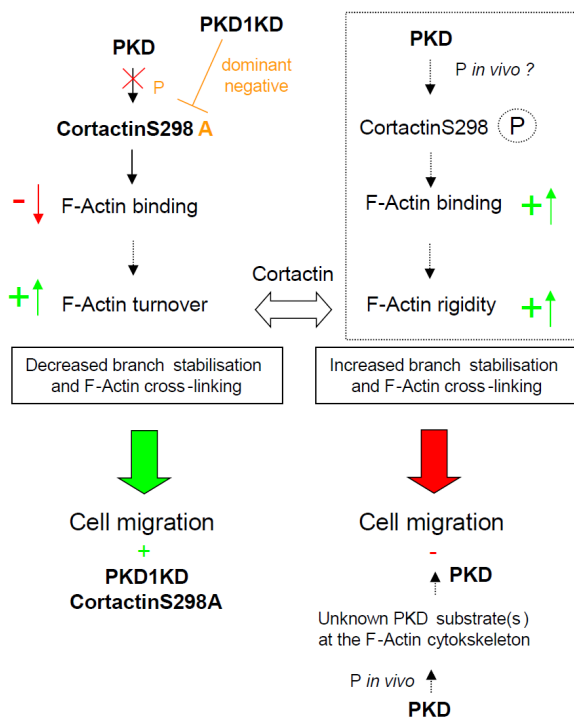 PKD
PKD1KD
P
dominant
negative
CortactinS298 A
- F-Actin binding
+ F-Actin turnover
Decreased branch stabilisation
and F-Actin cross-linking
Cell migration
+
PKD1KD
CortactinS298A
Cortactin
PKD
P in vivo ?
CortactinS298 P
F-Actin binding +
F-Actin rigidity +
Increased branch stabilisation
and F-Actin cross-linking
Cell migration
-
PKD
Unknown PKD substrate(s)
at the F-Actin cytokskeleton
P in vivo
PKD